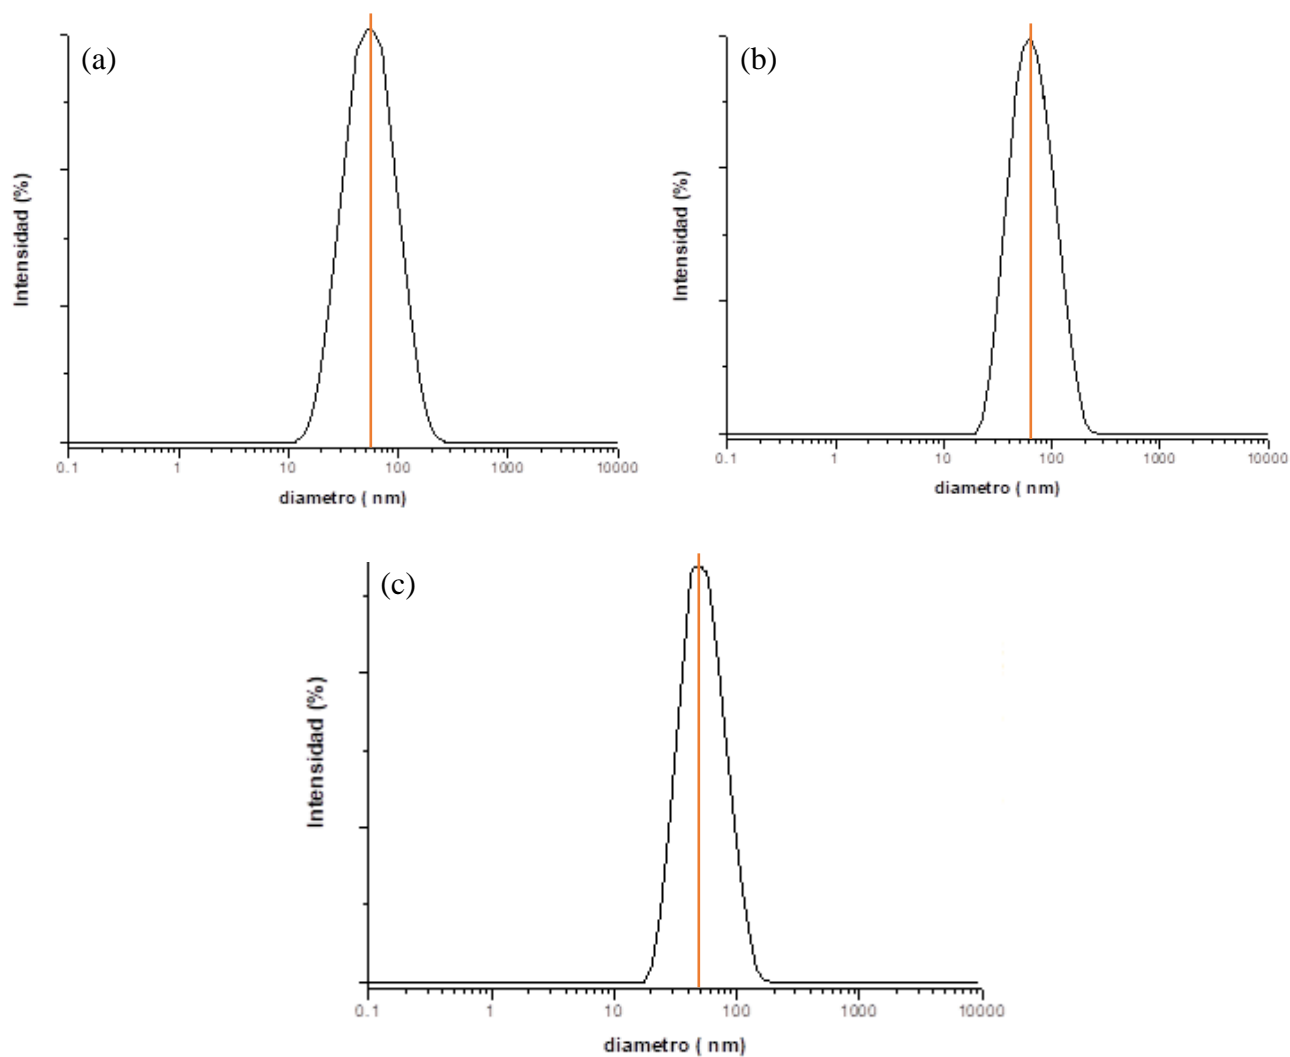 (a)
Intensidad (%)
0.1 1 10 100 1000 10000
diametro ( nm)
(b)
Intensidad (%)
0.1 1 10 100 1000 10000
diametro ( nm)
(c)
Intensidad (%)
0.1 1 10 100 1000 10000
diametro ( nm)